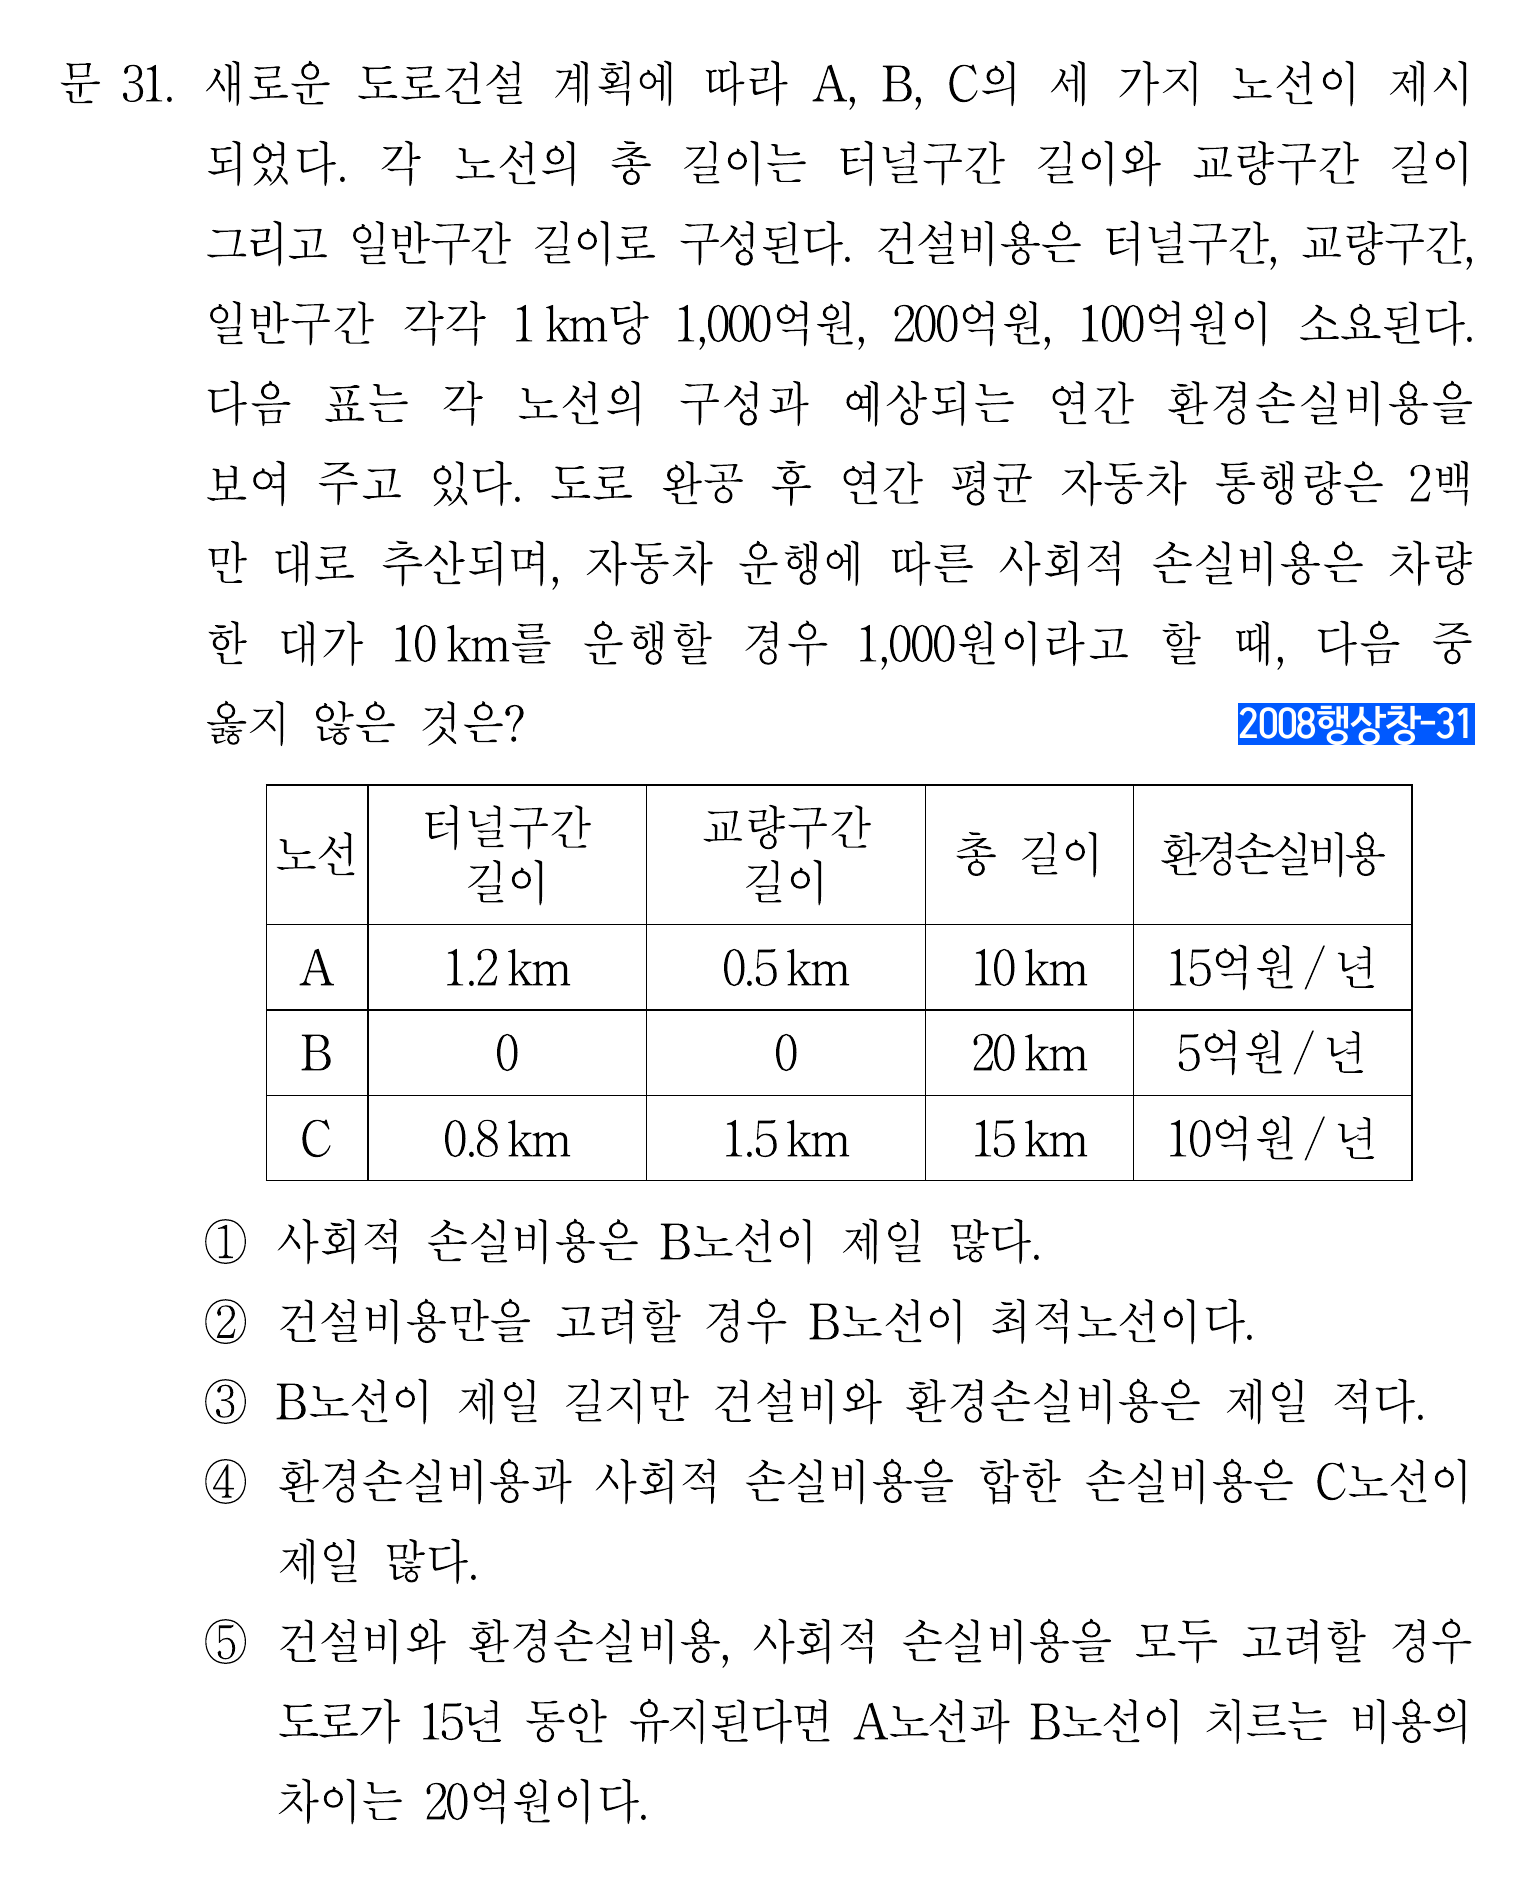 문 31. 새로운 도로건설 계획에 따라 A, B, C의 세 가지 노선이 제시
되었다. 각 노선의 총 길이는 터널구간 길이와 교량구간 길이
그리고 일반구간 길이로 구성된다. 건설비용은 터널구간, 교량구간,
일반구간 각각 1 km당 1,000억원, 200억원, 100억원이 소요된다.
다음 표는 각 노선의 구성과 예상되는 연간 환경손실비용을
보여 주고 있다. 도로 완공 후 연간 평균 자동차 통행량은 2백
만 대로 추산되며, 자동차 운행에 따른 사회적 손실비용은 차량
한 대가 10 km를 운행할 경우 1,000원이라고 할 때, 다음 중
옳지 않은 것은? 2008행상창-31
노선 터널구간 길이 교량구간 길이 총 길이 환경손실비용
A 1.2 km 0.5 km 10 km 15억원 / 년
B 0 0 20 km 5억원 / 년
C 0.8 km 1.5 km 15 km 10억원 / 년
① 사회적 손실비용은 B노선이 제일 많다.
② 건설비용만을 고려할 경우 B노선이 최적노선이다.
③ B노선이 제일 길지만 건설비와 환경손실비용은 제일 적다.
④ 환경손실비용과 사회적 손실비용을 합한 손실비용은 C노선이
제일 많다.
⑤ 건설비와 환경손실비용, 사회적 손실비용을 모두 고려할 경우
도로가 15년 동안 유지된다면 A노선과 B노선이 치르는 비용의
차이는 20억원이다.